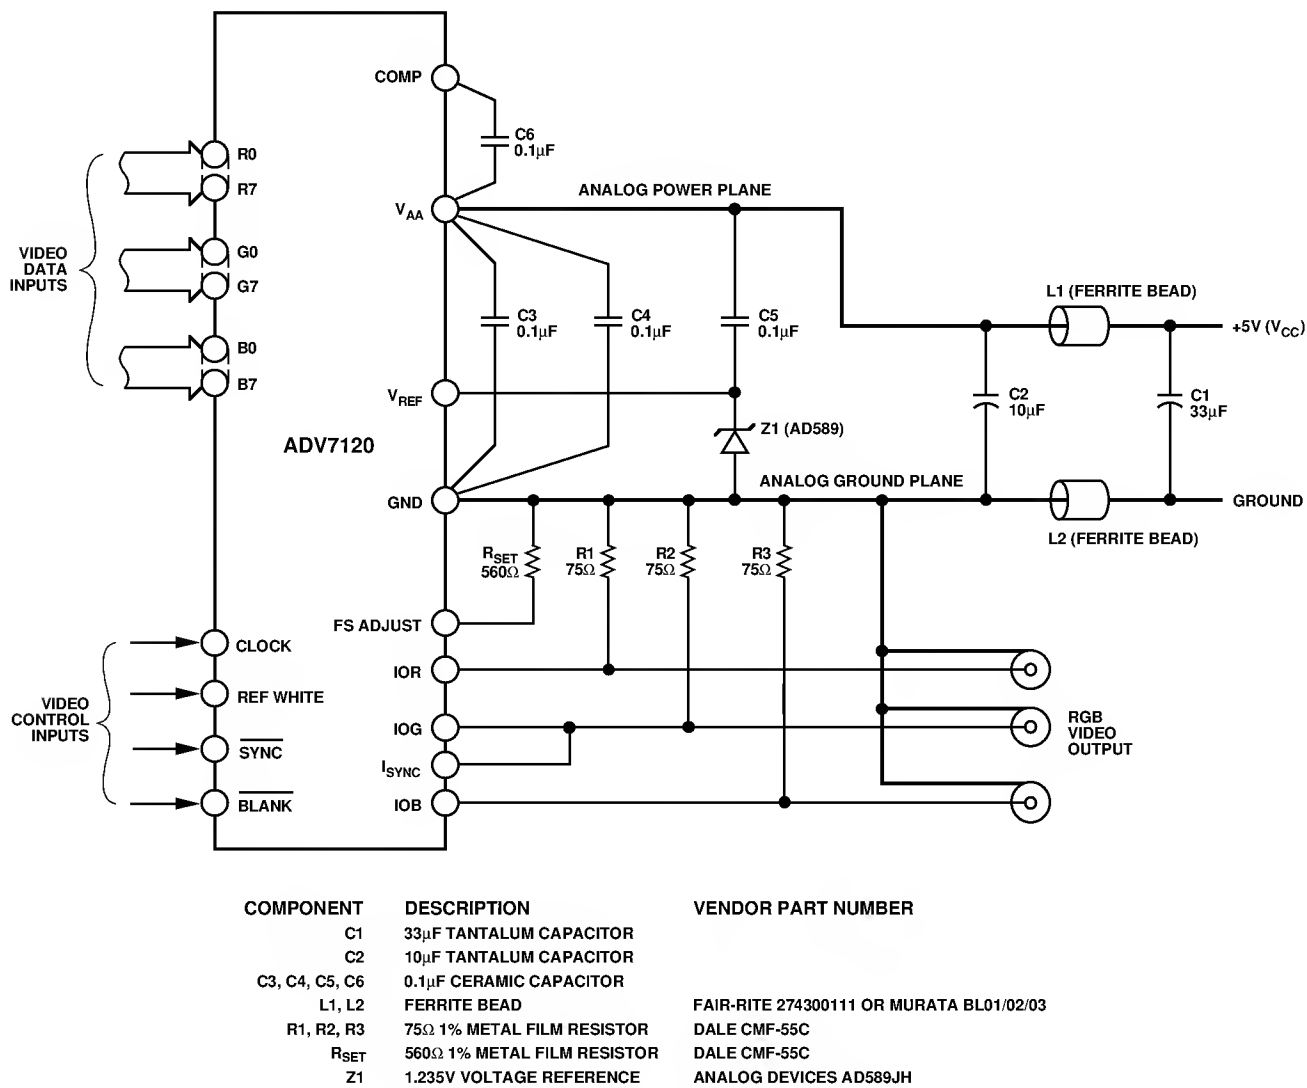 COMP
C6
0.1µF
R0
R7
ANALOG POWER PLANE
VAA
VIDEO
DATA
INPUTS
G0
G7
L1 (FERRITE BEAD)
C3
0.1µF
C4
0.1µF
C5
0.1µF
+5V (VCC)
B0
B7
VREF
C2
10µF
C1
33µF
Z1 (AD589)
ADV7120
ANALOG GROUND PLANE
GND
GROUND
L2 (FERRITE BEAD)
RSET
560Ω
R1
75Ω
R2
75Ω
R3
75Ω
FS ADJUST
CLOCK
IOR
REF WHITE
VIDEO
CONTROL
INPUTS
IOG
RGB
VIDEO
OUTPUT
SYNC
ISYNC
BLANK
IOB
COMPONENT DESCRIPTION VENDOR PART NUMBER
C1 33µF TANTALUM CAPACITOR
C2 10µF TANTALUM CAPACITOR
C3, C4, C5, C6 0.1µF CERAMIC CAPACITOR
L1, L2 FERRITE BEAD FAIR-RITE 274300111 OR MURATA BL01/02/03
R1, R2, R3 75Ω 1% METAL FILM RESISTOR DALE CMF-55C
RSET 560Ω 1% METAL FILM RESISTOR DALE CMF-55C
Z1 1.235V VOLTAGE REFERENCE ANALOG DEVICES AD589JH